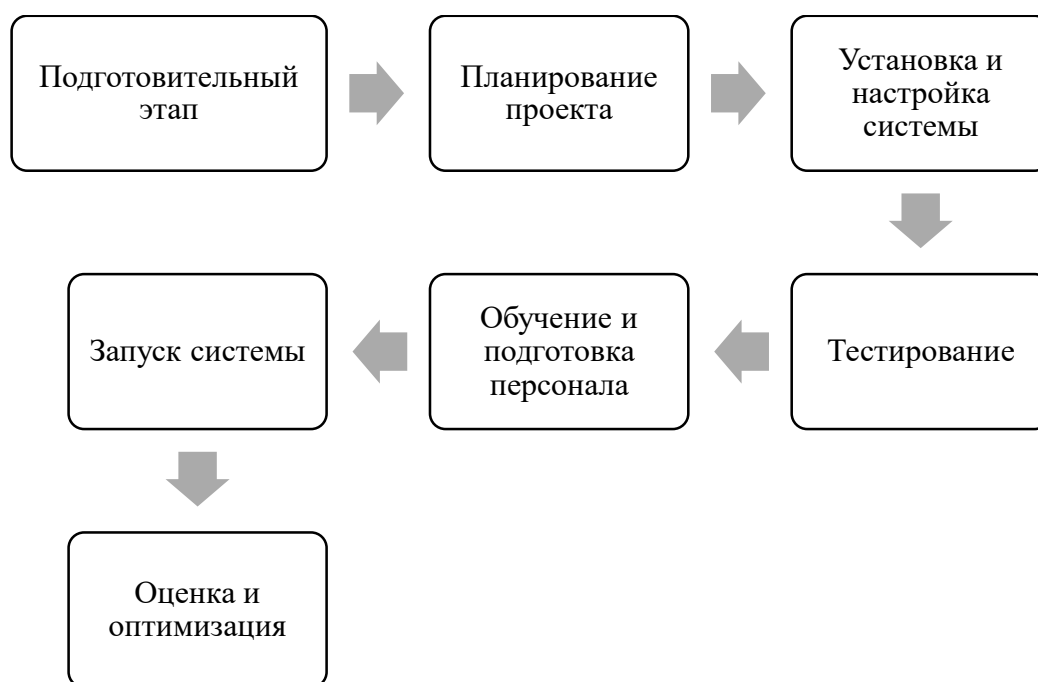 Подготовительный
этап
Планирование
проекта
Установка и
настройка
системы
Тестирование
Обучение и
подготовка
персонала
Запуск системы
Оценка и
оптимизация